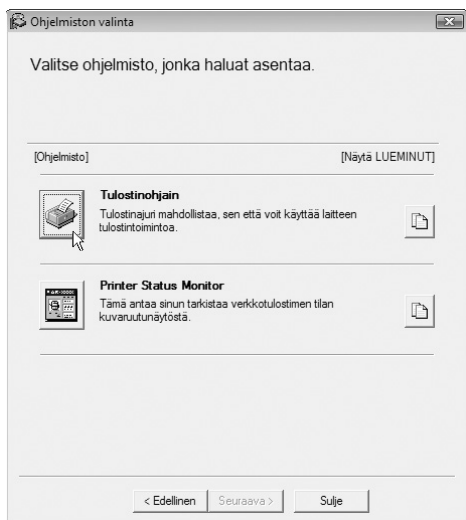 Ohjelmiston valinta
Valitse ohjelmisto, jonka haluat asentaa.
[Ohjelmisto] [Näytä LUEMINUT]
Tulostinohjain
Tulostinajuri mahdollistaa, sen että voit käyttää laitteen
tulostintoimintoa.
Printer Status Monitor
Tämä antaa sinun tarkistaa verkkotulostimen tilan
kuvaruutunäytöstä.
< Edellinen Seuraava > Sulje